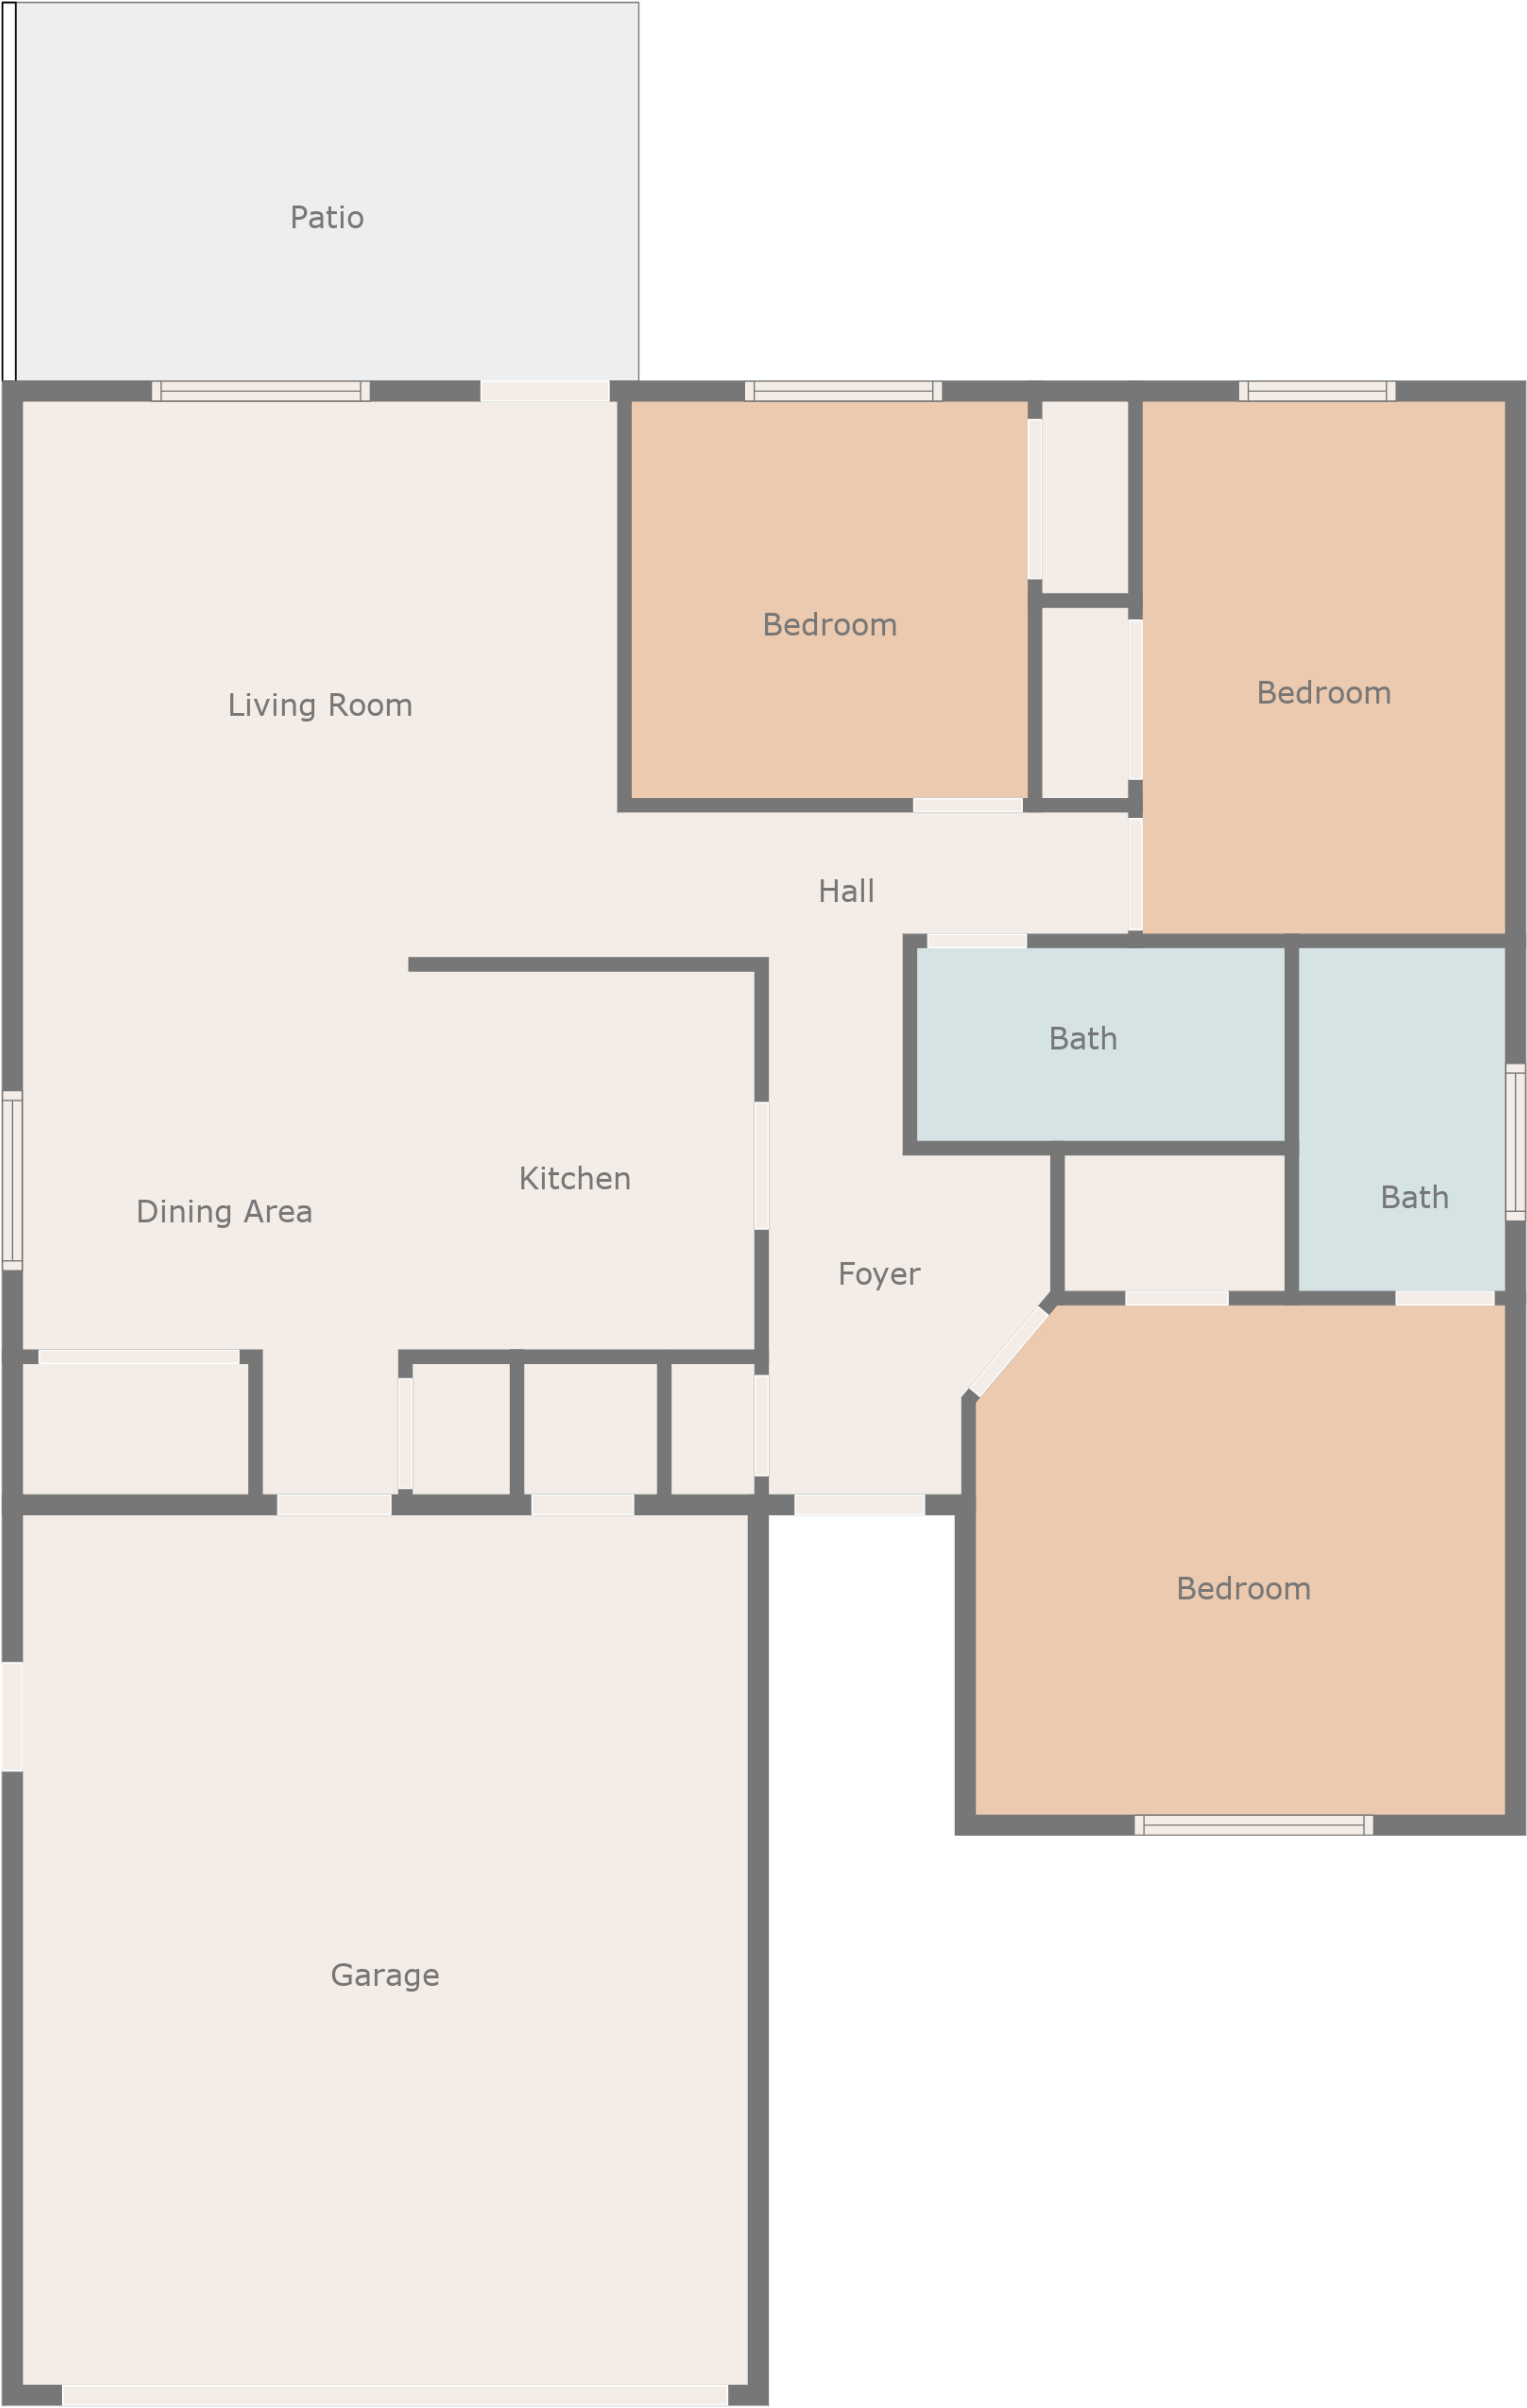 Patio
Bedroom
Bedroom
Living Room
Hall
Bath
Kitchen
Bath
Dining Area
Foyer
Bedroom
Garage